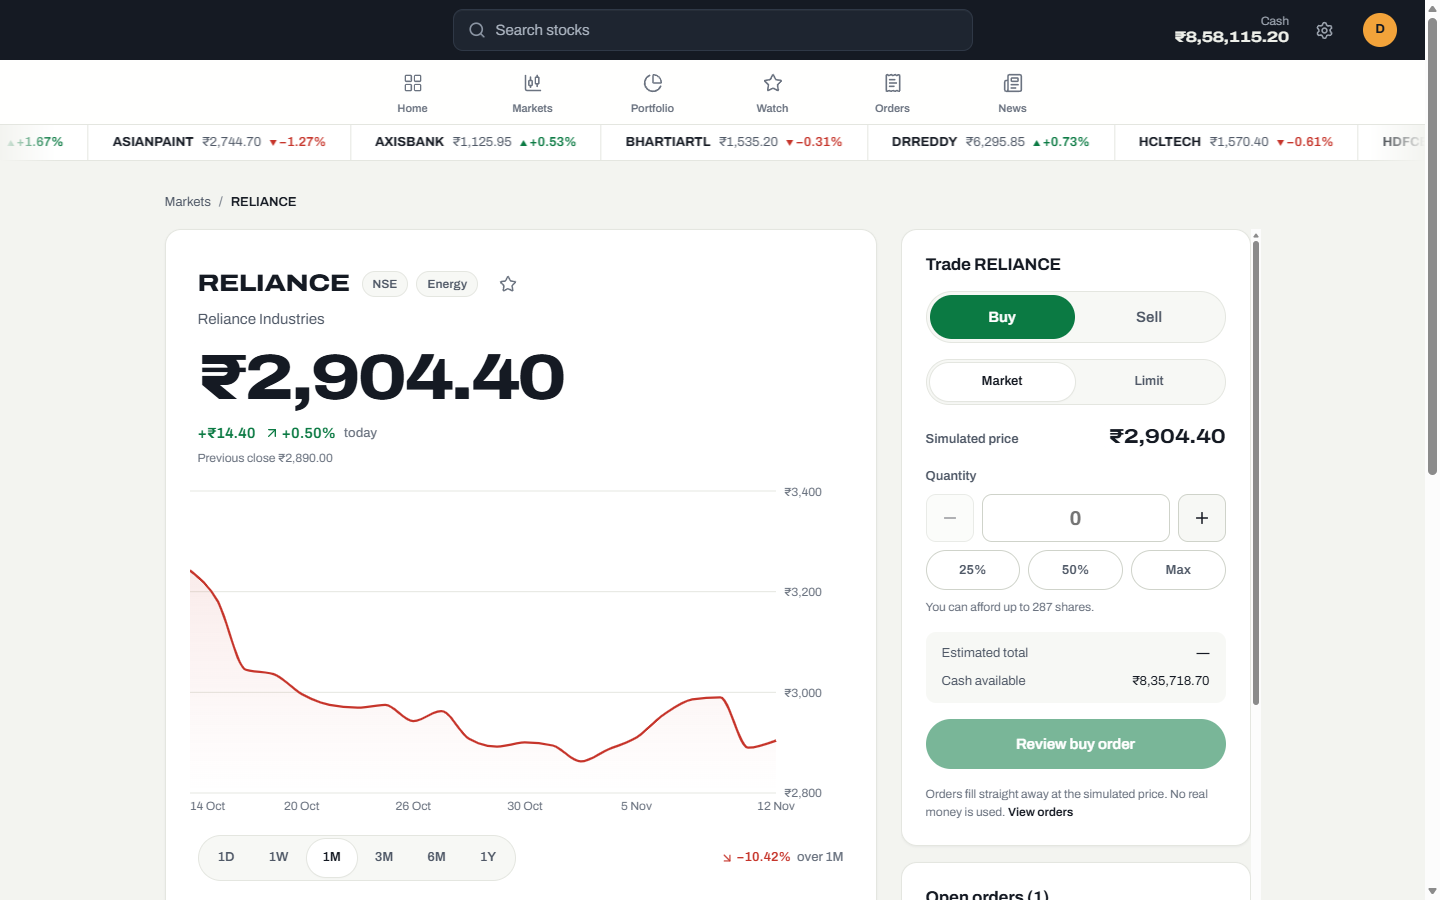 Search stocks
Cash
₹8,58,115.20
D
Home
Markets
Portfolio
Watch
Orders
News
+1.67%
ASIANPAINT ₹2,744.70 ▼−1.27%
AXISBANK ₹1,125.95 ▲+0.53%
BHARTIARTL ₹1,535.20 ▼−0.31%
DRREDDY ₹6,295.85 ▲+0.73%
HCLTECH ₹1,570.40 ▼−0.61%
Markets / RELIANCE
RELIANCE NSE Energy
Reliance Industries
₹2,904.40
+₹14.40 +0.50% today
Previous close ₹2,890.00
₹3,400
₹3,200
₹3,000
₹2,800
14 Oct 20 Oct 26 Oct 30 Oct 5 Nov 12 Nov
1D 1W 1M 3M 6M 1Y
−10.42% over 1M
Trade RELIANCE
Buy Sell
Market Limit
Simulated price ₹2,904.40
Quantity
− 0 +
25% 50% Max
You can afford up to 287 shares.
Estimated total —
Cash available ₹8,35,718.70
Review buy order
Orders fill straight away at the simulated price. No real
money is used. View orders
Open orders (1)